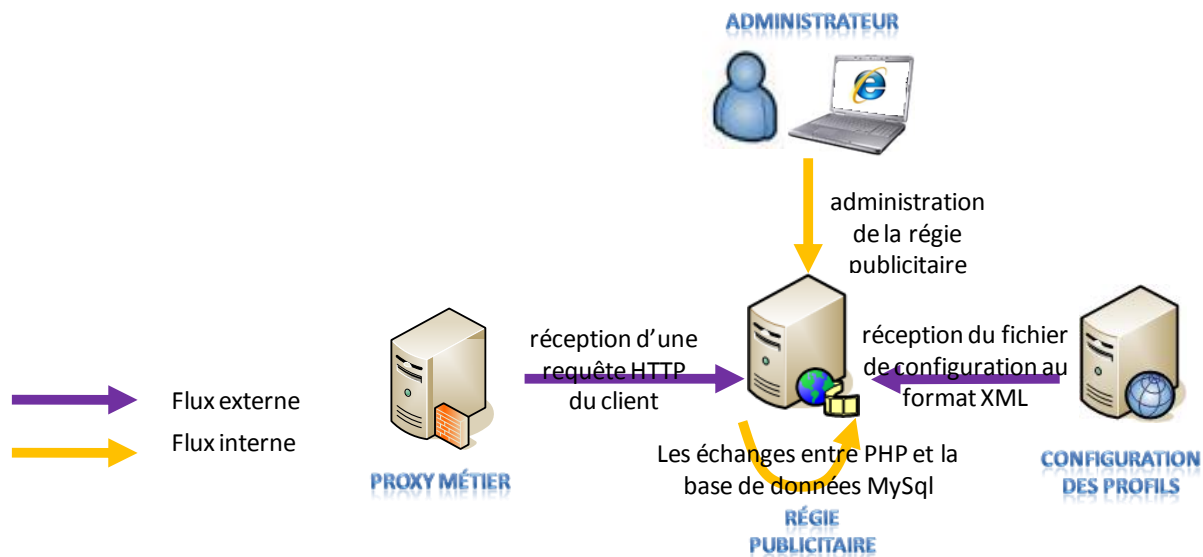 ADMINISTRATEUR
administration
de la régie
publicitaire
réception d'une
requête HTTP
du client
réception du fichier
de configuration au
format XML
Flux externe
Flux interne
Les échanges entre PHP et la
base de données MySql
PROXY MÉTIER
CONFIGURATION
DES PROFILS
RÉGIE
PUBLICITAIRE